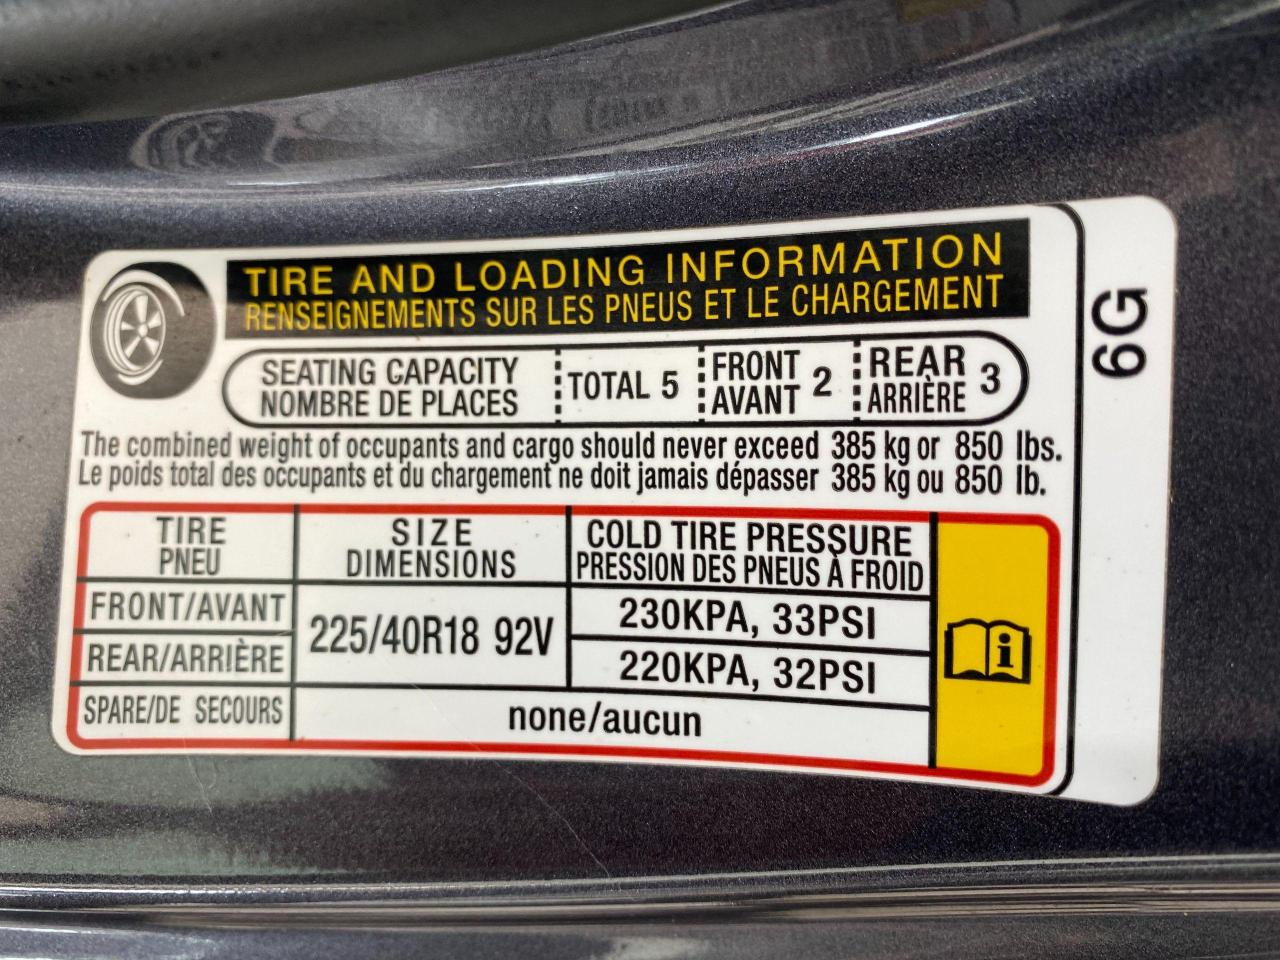 TIRE AND LOADING INFORMATION
RENSEIGNEMENTS SUR LES PNEUS ET LE CHARGEMENT
SEATING CAPACITY
NOMBRE DE PLACES
TOTAL 5
FRONT
AVANT
2
REAR
ARRIÈRE
3
The combined weight of occupants and cargo should never exceed 385 kg or 850 lbs.
Le poids total des occupants et du chargement ne doit jamais dépasser 385 kg ou 850 lb.
TIRE
PNEU
SIZE
DIMENSIONS
COLD TIRE PRESSURE
PRESSION DES PNEUS À FROID
FRONT/AVANT
225/40R18 92V
230KPA, 33PSI
REAR/ARRIÈRE
220KPA, 32PSI
SPARE/DE SECOURS
none/aucun
i
6G